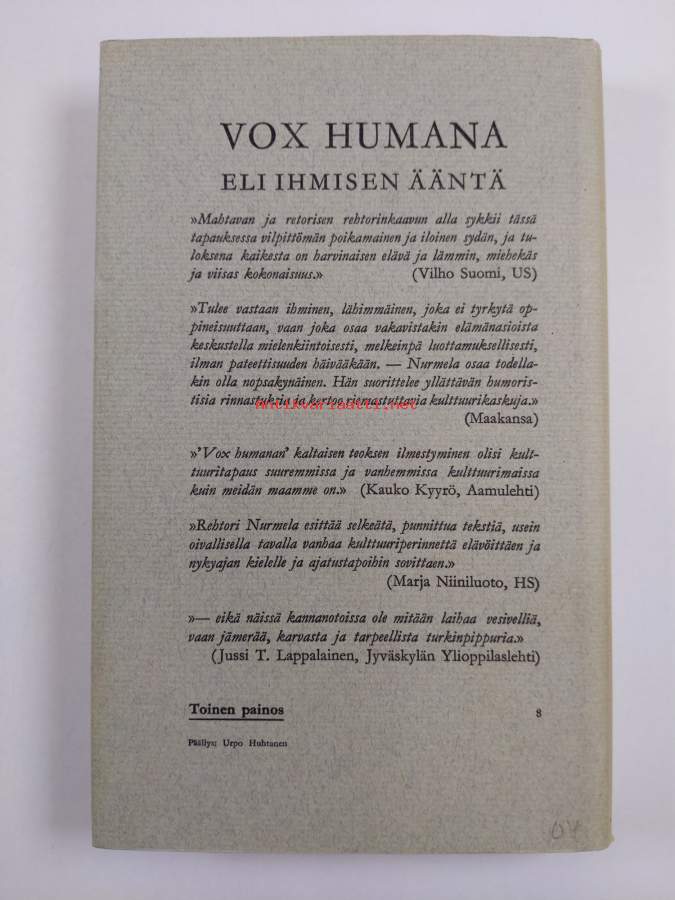 VOX HUMANA
ELI IHMISEN ÄÄNTÄ
»Mahtavan ja retorisen rehtorinkaavun alla sykkii tässä
tapauksessa vilpittömän poikamainen ja iloinen sydän, ja tu-
loksena kaikesta on harvinaisen elävä ja lämmin, miehekäs
ja viisas kokonaisuus.» (Vilho Suomi, US)
»Tulee vastaan ihminen, lähimmäinen, joka ei tyrkytä op-
pineisuuttaan, vaan joka osaa vakavistakin elämänasioista
keskustella mielenkiintoisesti, melkeinpä luottamuksellisesti,
ilman pateettisuuden häivääkään. — Nurmela osaa todella-
kin olla nopsakynäinen. Hän suorittelee yllättävän humoris-
tisia rinnastuksia ja kertoo riemastuttavia kulttuurikaskuja.»
antikvariaatti.net
(Maakansa)
»'Vox humanan' kaltaisen teoksen ilmestyminen olisi kult-
tuuritapaus suuremmissa ja vanhemmissa kulttuurimaissa
kuin meidän maamme on.» (Kauko Kyyrö, Aamulehti)
»Rehtori Nurmela esittää selkeätä, punnittua tekstiä, usein
oivallisella tavalla vanhaa kulttuuriperinnettä elävöittäen ja
nykyajan kielelle ja ajatustapoihin sovittaen.»
(Marja Niiniluoto, HS)
»— eikä näissä kannanotoissa ole mitään laihaa vesivelliä,
vaan jämerää, karvasta ja tarpeellista turkinpippuria.»
(Jussi T. Lappalainen, Jyväskylän Ylioppilaslehti)
Toinen painos 8
Päällys: Urpo Huhtanen
04